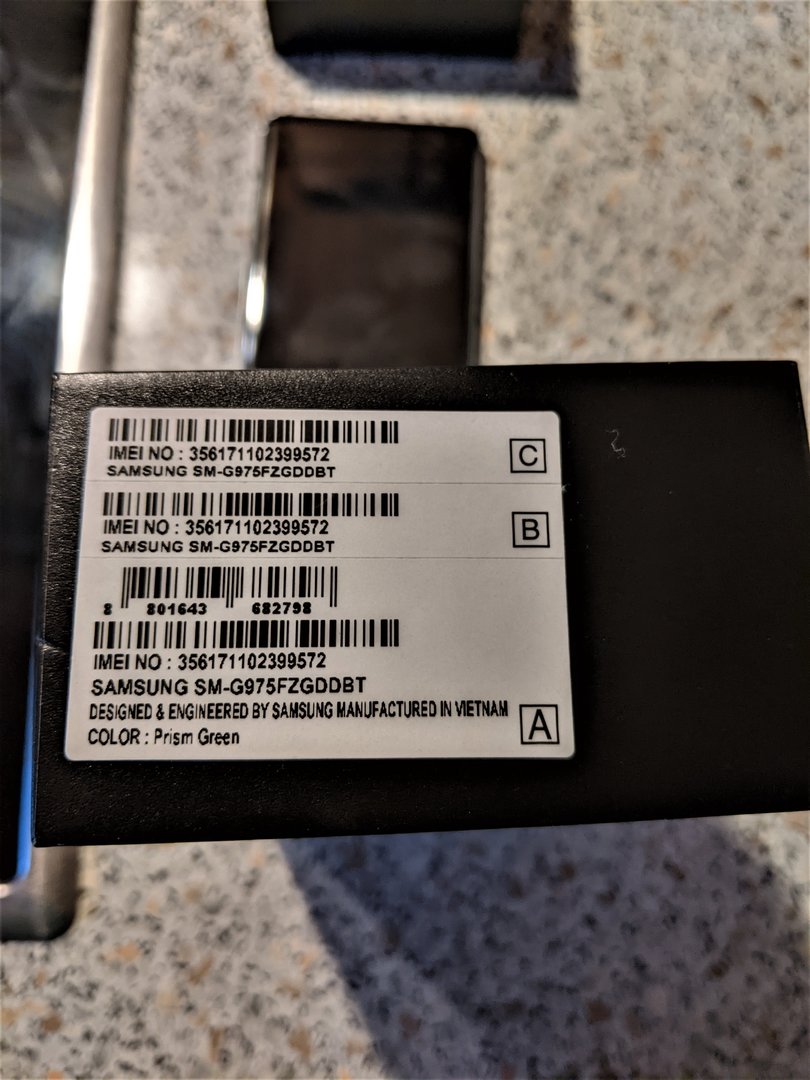 IMEI NO : 356171102399572
SAMSUNG SM-G975FZGDDBT
C
IMEI NO : 356171102399572
SAMSUNG SM-G975FZGDDBT
B
8 801643 682798
IMEI NO : 356171102399572
SAMSUNG SM-G975FZGDDBT
DESIGNED & ENGINEERED BY SAMSUNG MANUFACTURED IN VIETNAM
COLOR : Prism Green
A